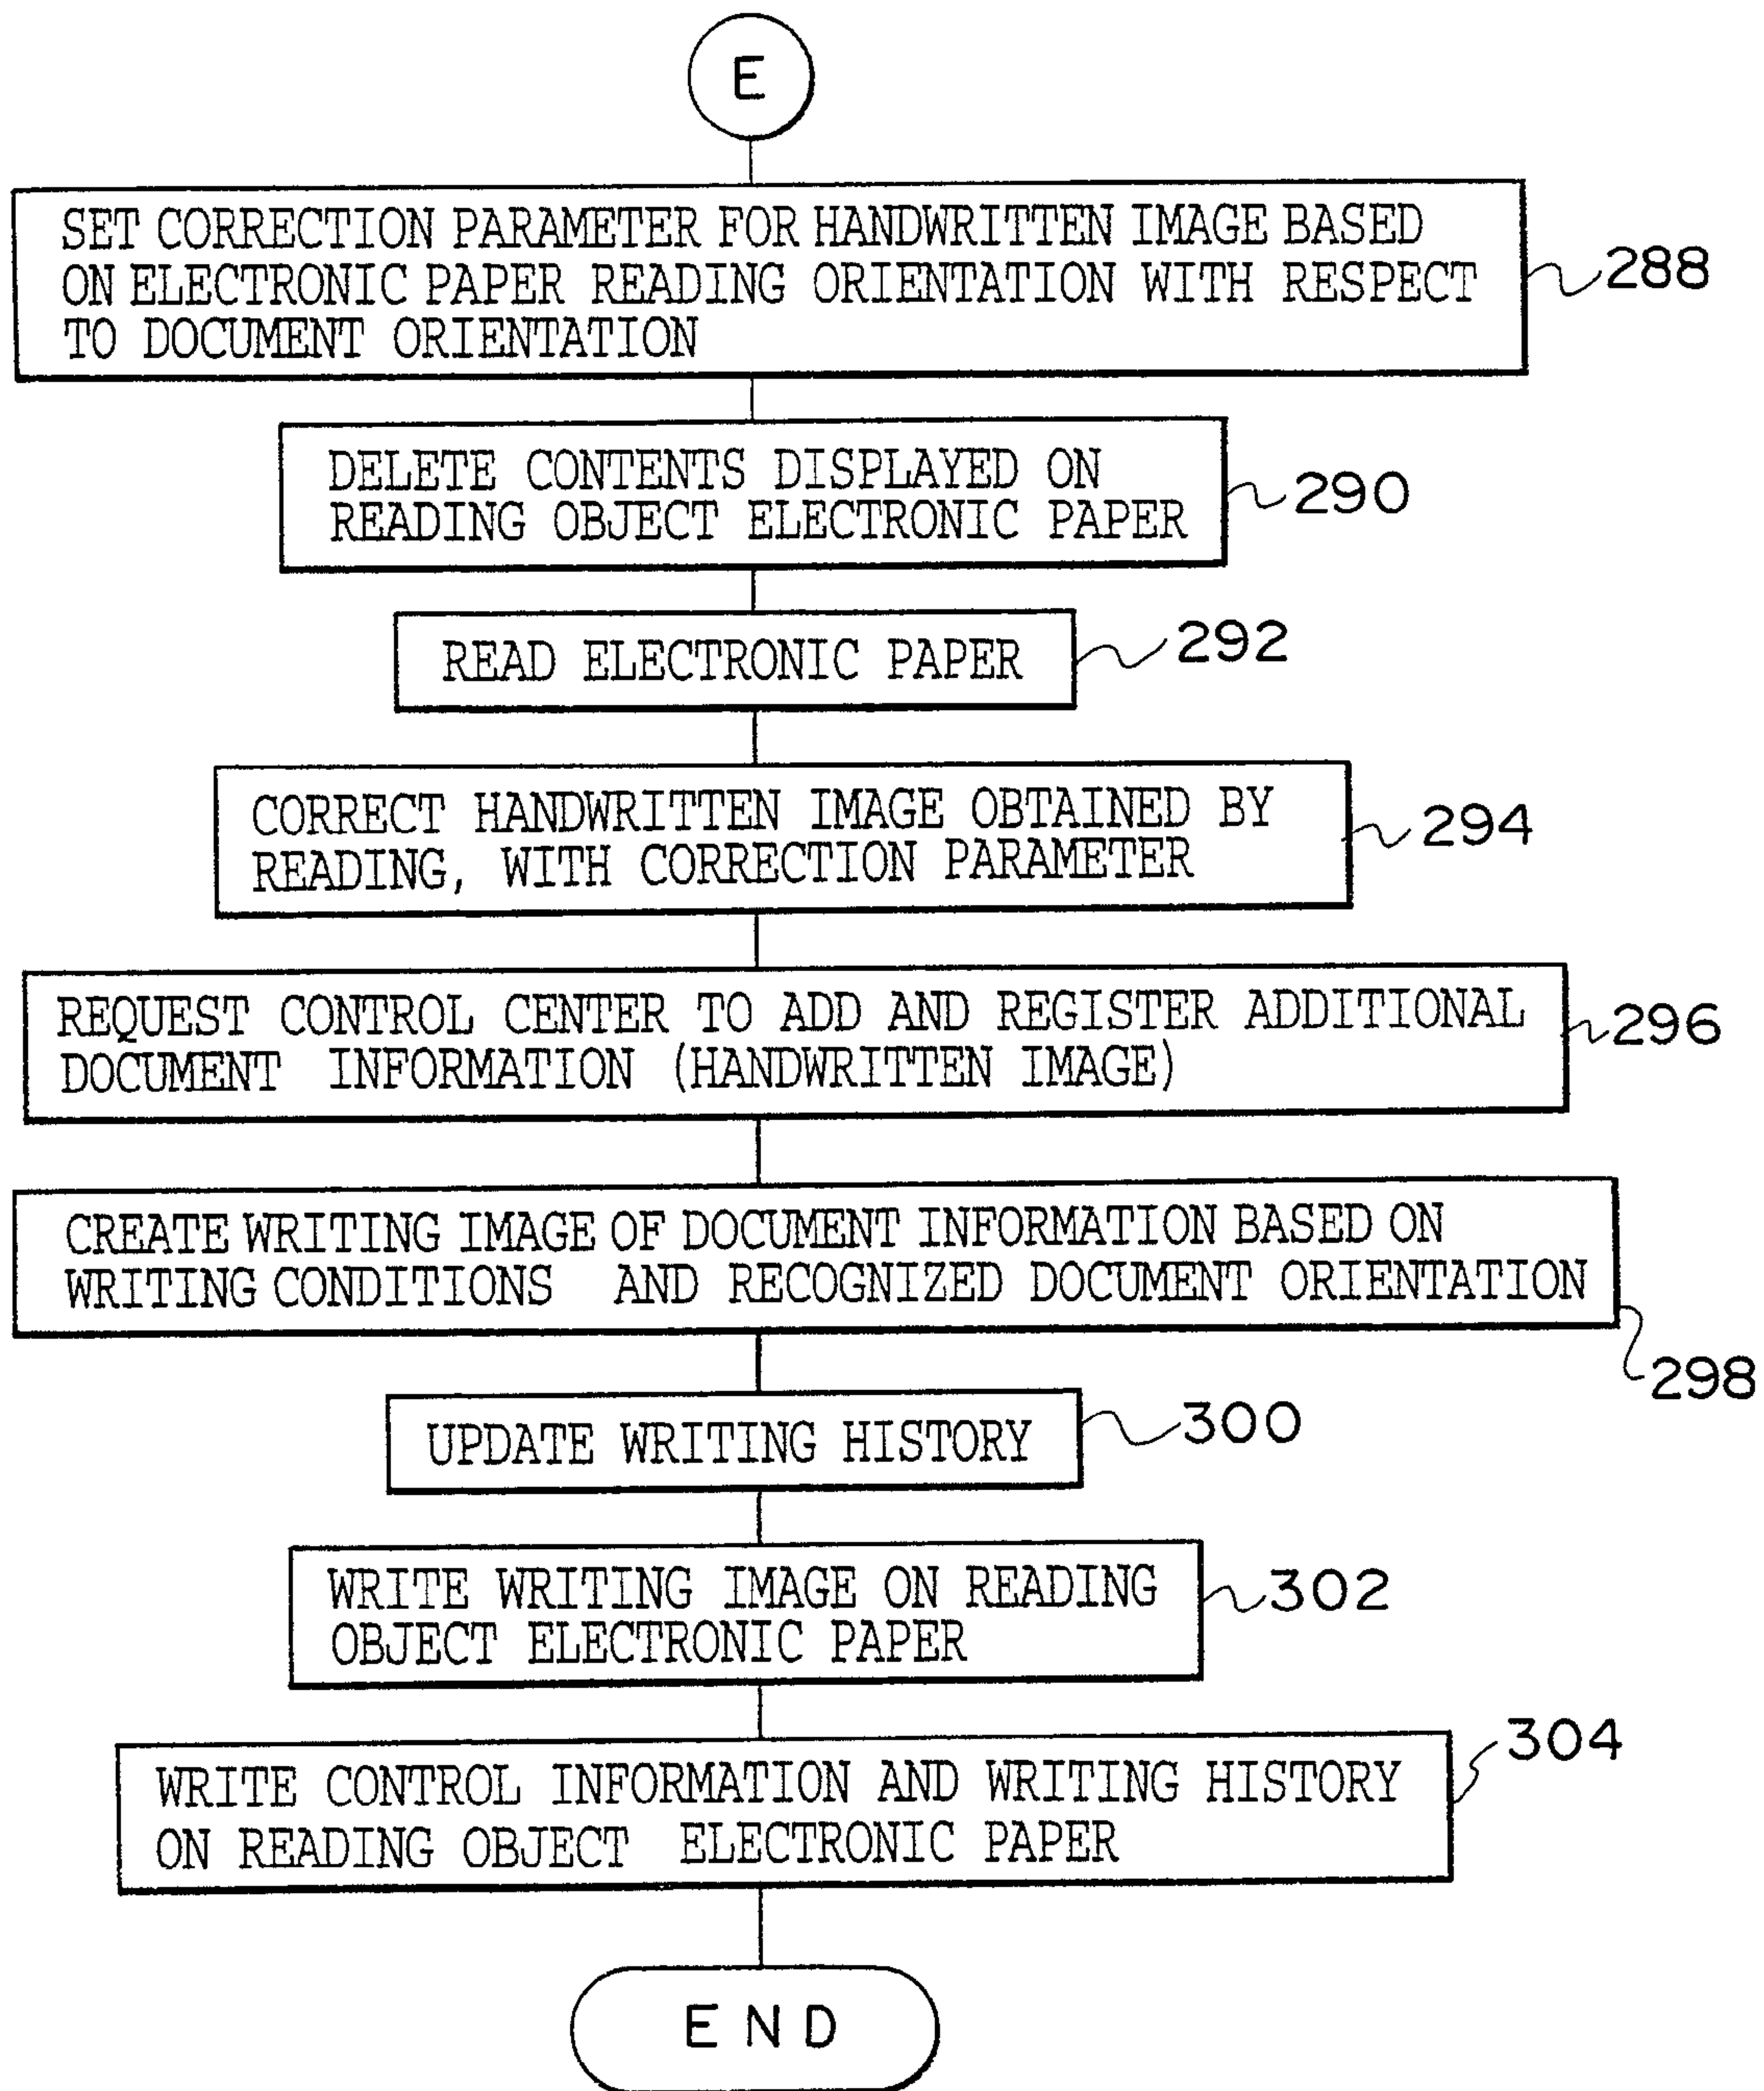 E
SET CORRECTION PARAMETER FOR HANDWRITTEN IMAGE BASED
ON ELECTRONIC PAPER READING ORIENTATION WITH RESPECT
TO DOCUMENT ORIENTATION
288
DELETE CONTENTS DISPLAYED ON
READING OBJECT ELECTRONIC PAPER
290
READ ELECTRONIC PAPER
292
CORRECT HANDWRITTEN IMAGE OBTAINED BY
READING, WITH CORRECTION PARAMETER
294
REQUEST CONTROL CENTER TO ADD AND REGISTER ADDITIONAL
DOCUMENT INFORMATION (HANDWRITTEN IMAGE)
296
CREATE WRITING IMAGE OF DOCUMENT INFORMATION BASED ON
WRITING CONDITIONS AND RECOGNIZED DOCUMENT ORIENTATION
298
UPDATE WRITING HISTORY
300
WRITE WRITING IMAGE ON READING
OBJECT ELECTRONIC PAPER
302
WRITE CONTROL INFORMATION AND WRITING HISTORY
ON READING OBJECT ELECTRONIC PAPER
304
END